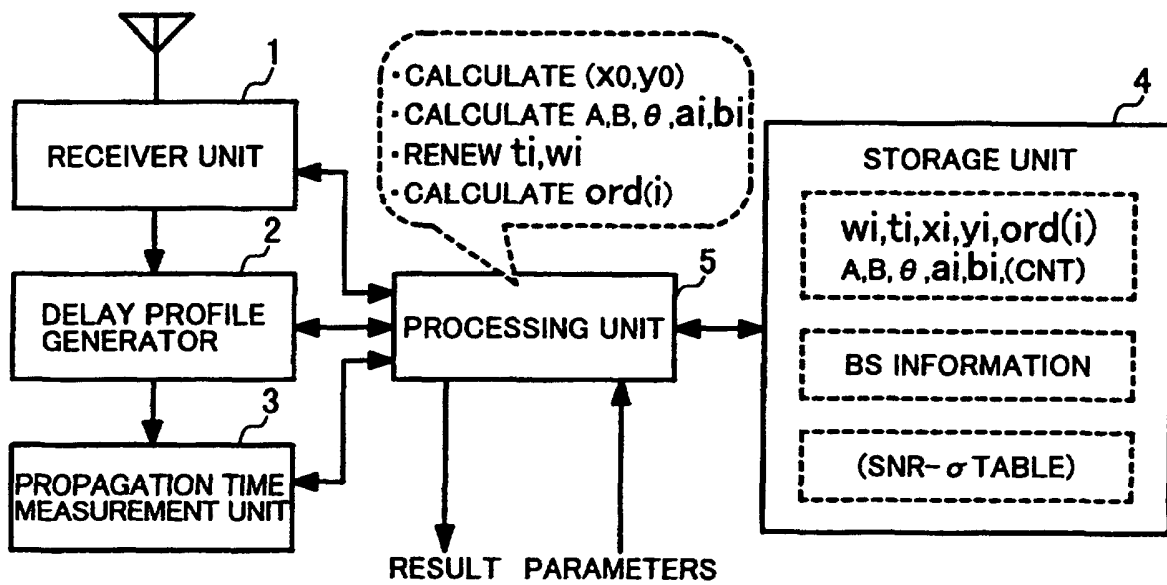 1
RECEIVER UNIT
2
DELAY PROFILE
GENERATOR
3
PROPAGATION TIME
MEASUREMENT UNIT
·CALCULATE (x0,y0)
·CALCULATE A,B, θ ,ai,bi
·RENEW ti,wi
·CALCULATE ord(i)
5
PROCESSING UNIT
RESULT PARAMETERS
4
STORAGE UNIT
wi,ti,xi,yi,ord(i)
A,B, θ ,ai,bi,(CNT)
BS INFORMATION
(SNR- σ TABLE)